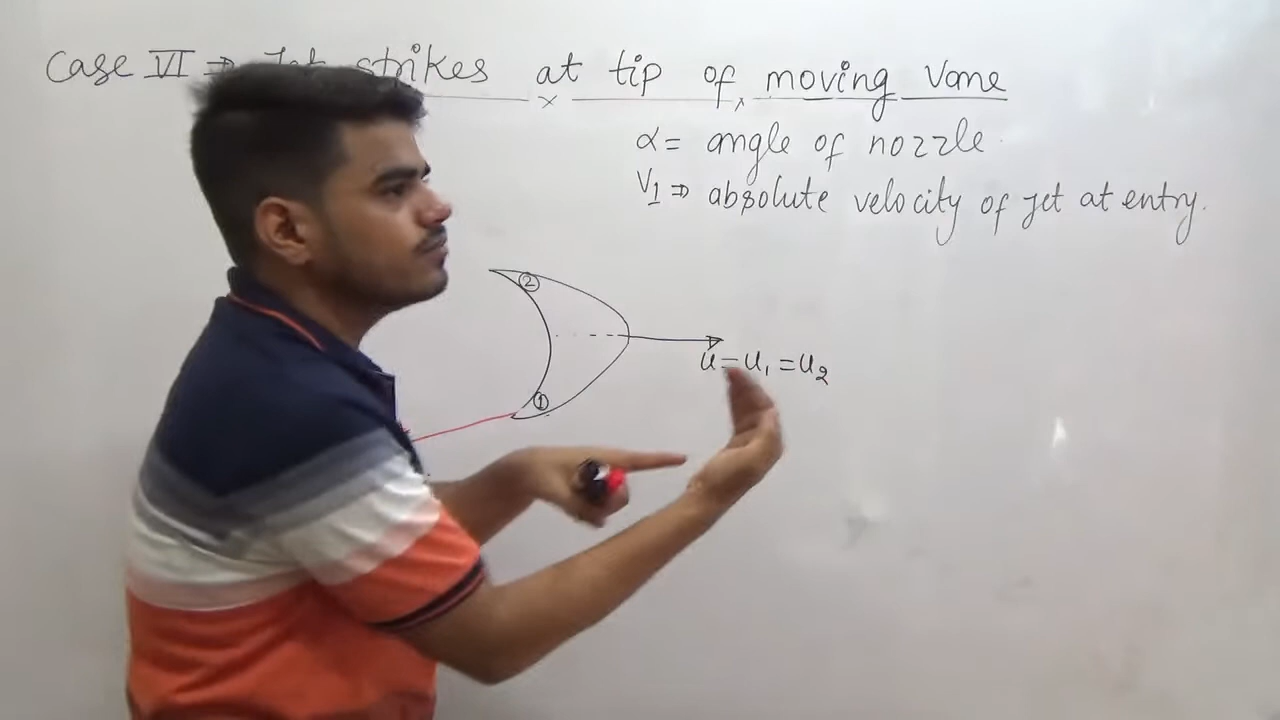 Case VI ⇒ Jet strikes at tip of moving Vane
α = angle of nozzle
V1 ⇒ absolute velocity of jet at entry.
②
u = u1 = u2
①